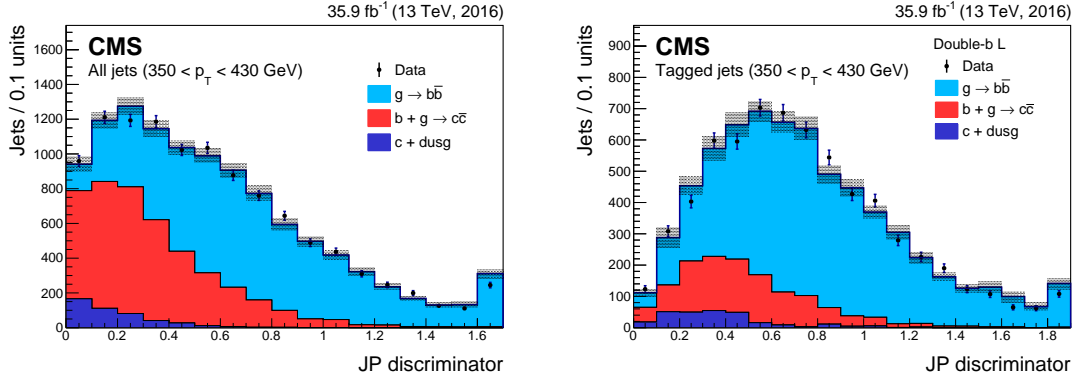 35.9 fb⁻¹ (13 TeV, 2016)
CMS
All jets (350 < p_T < 430 GeV)
Data
g → bb̅
b + g → cc̅
c + dusg
Jets / 0.1 units
1600
1400
1200
1000
800
600
400
200
0
0 0.2 0.4 0.6 0.8 1 1.2 1.4 1.6
JP discriminator
35.9 fb⁻¹ (13 TeV, 2016)
CMS
Double-b L
Tagged jets (350 < p_T < 430 GeV)
Data
g → bb̅
b + g → cc̅
c + dusg
Jets / 0.1 units
900
800
700
600
500
400
300
200
100
0
0 0.2 0.4 0.6 0.8 1 1.2 1.4 1.6 1.8
JP discriminator